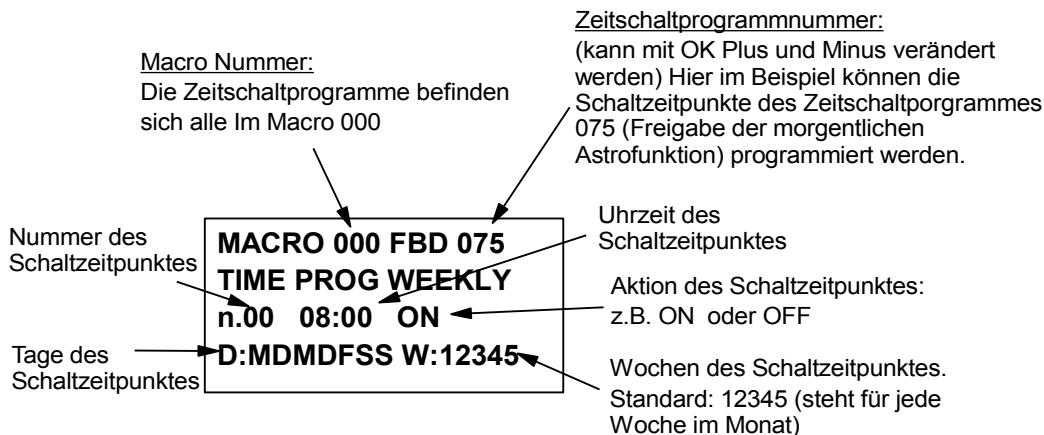 Zeitschaltprogrammnummer:
(kann mit OK Plus und Minus verändert
werden) Hier im Beispiel können die
Schaltzeitpunkte des Zeitschaltporgrammes
075 (Freigabe der morgentlichen
Astrofunktion) programmiert werden.
Macro Nummer:
Die Zeitschaltprogramme befinden
sich alle Im Macro 000
Nummer des
Schaltzeitpunktes
Uhrzeit des
Schaltzeitpunktes
MACRO 000 FBD 075
TIME PROG WEEKLY
n.00 08:00 ON
D:MDMDFSS W:12345
Aktion des Schaltzeitpunktes:
z.B. ON oder OFF
Tage des
Schaltzeitpunktes
Wochen des Schaltzeitpunktes.
Standard: 12345 (steht für jede
Woche im Monat)